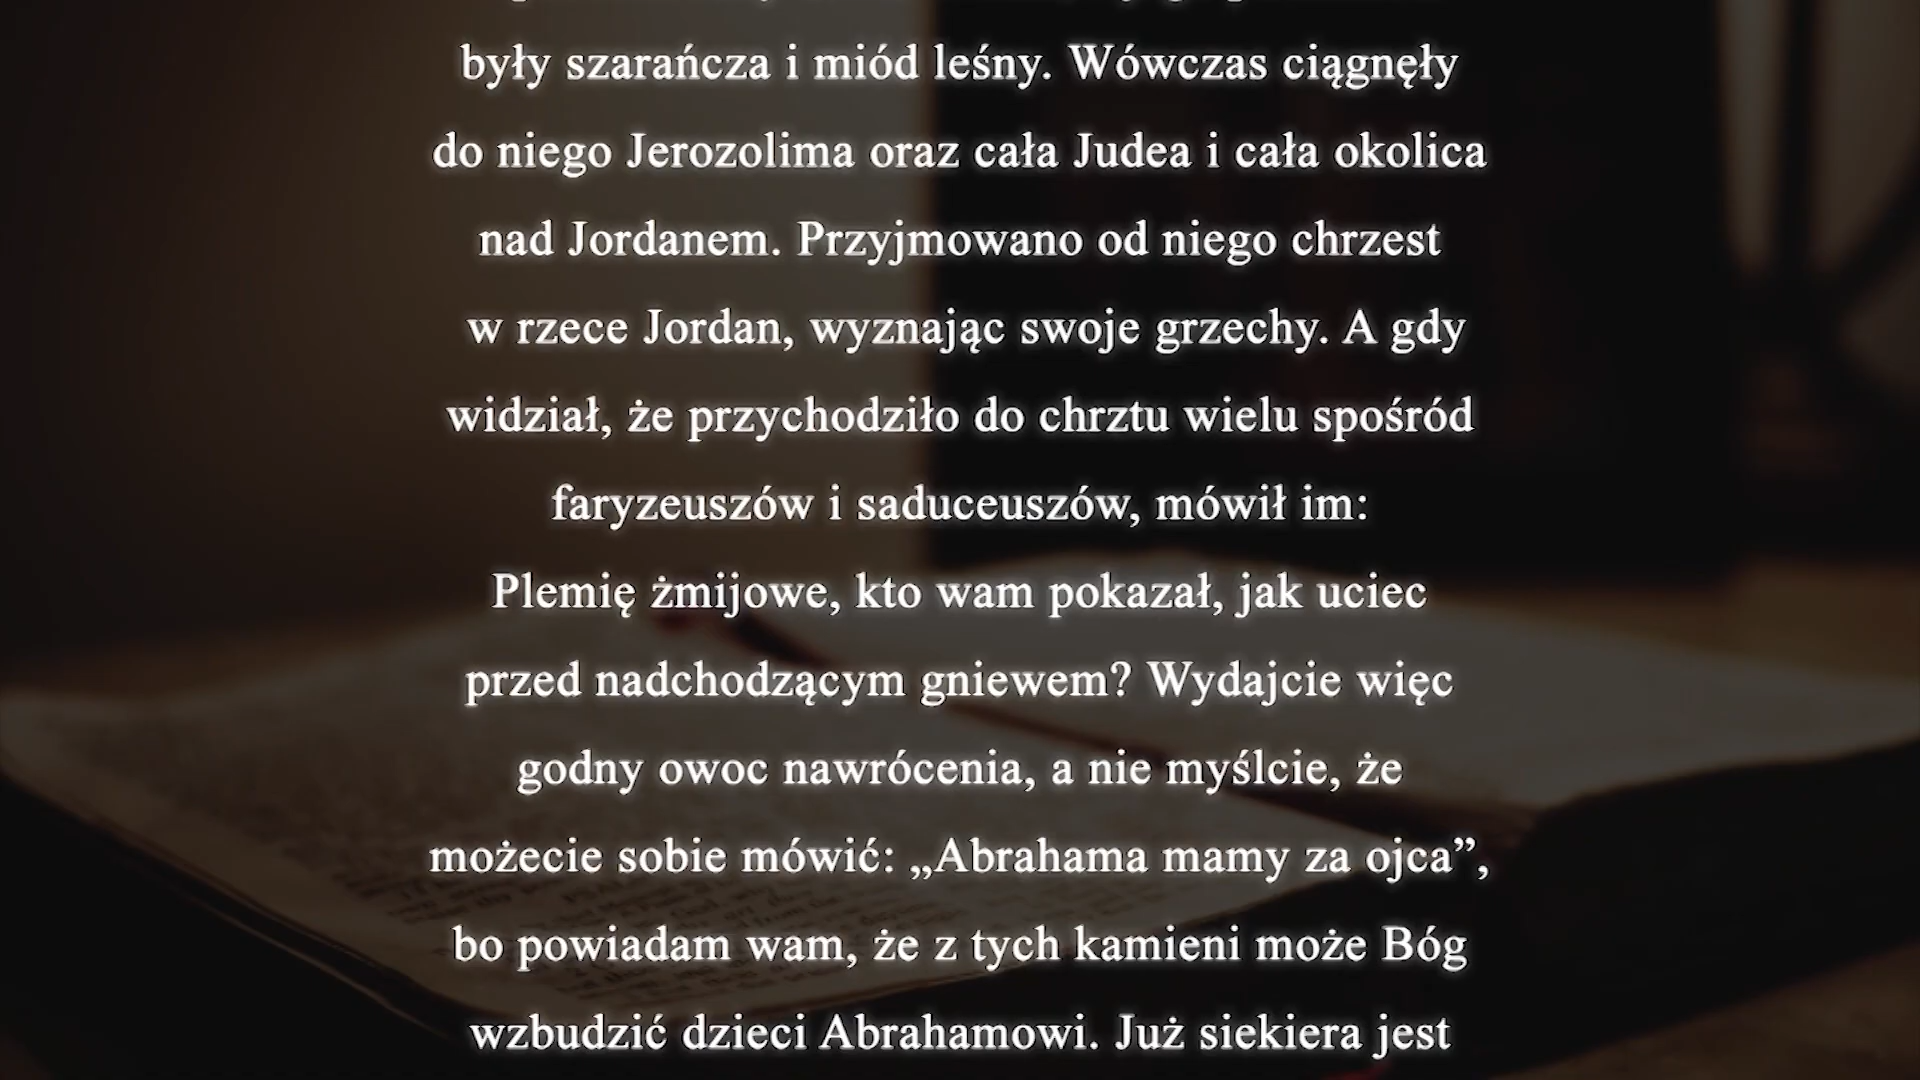 były szarańcza i miód leśny. Wówczas ciągnęły
do niego Jerozolima oraz cała Judea i cała okolica
nad Jordanem. Przyjmowano od niego chrzest
w rzece Jordan, wyznając swoje grzechy. A gdy
widział, że przychodziło do chrztu wielu spośród
faryzeuszów i saduceuszów, mówił im:
Plemię żmijowe, kto wam pokazał, jak uciec
przed nadchodzącym gniewem? Wydajcie więc
godny owoc nawrócenia, a nie myślcie, że
możecie sobie mówić: „Abrahama mamy za ojca”,
bo powiadam wam, że z tych kamieni może Bóg
wzbudzić dzieci Abrahamowi. Już siekiera jest